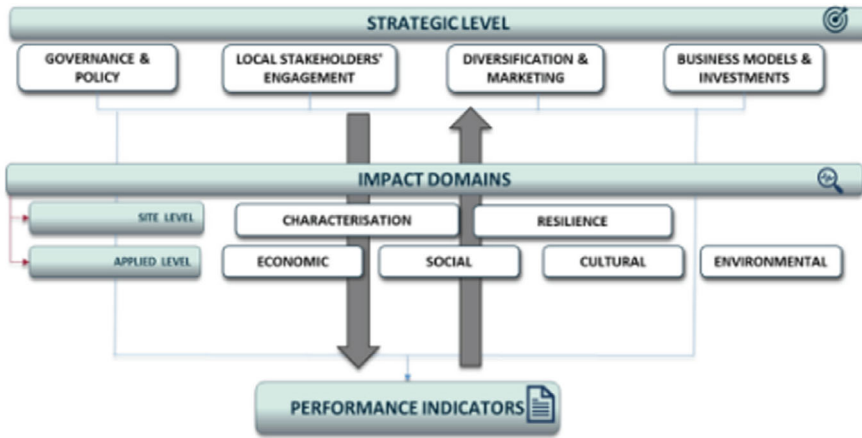 STRATEGIC LEVEL
GOVERNANCE &
POLICY
LOCAL STAKEHOLDERS'
ENGAGEMENT
DIVERSIFICATION &
MARKETING
BUSINESS MODELS &
INVESTMENTS
IMPACT DOMAINS
SITE LEVEL
CHARACTERISATION
RESILIENCE
APPLIED LEVEL
ECONOMIC
SOCIAL
CULTURAL
ENVIRONMENTAL
PERFORMANCE INDICATORS